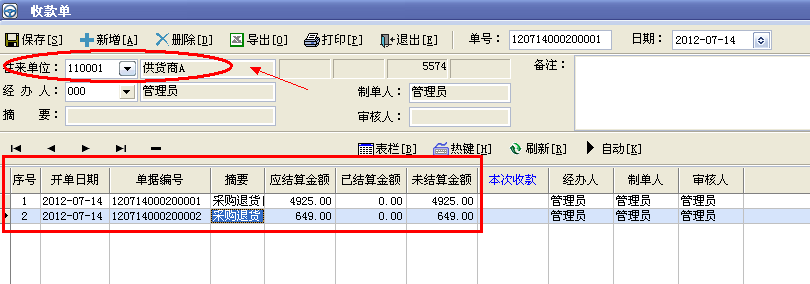 收款单
保存[S] 新增[A] 删除[D] 导出[O] 打印[P] 退出[E] 单号： 120714000200001 日期： 2012-07-14
往来单位： 110001 供货商A 5574 备注：
经 办 人： 000 管理员 制单人： 管理员
摘 要： 审核人：
表栏[B] 热键[H] 刷新[R] 自动[K]
序号 开单日期 单据编号 摘要 应结算金额 已结算金额 未结算金额 本次收款 经办人 制单人 审核人
1 2012-07-14 120714000200001 采购退货 4925.00 0.00 4925.00 管理员 管理员 管理员
2 2012-07-14 120714000200002 采购退货 649.00 0.00 649.00 管理员 管理员 管理员